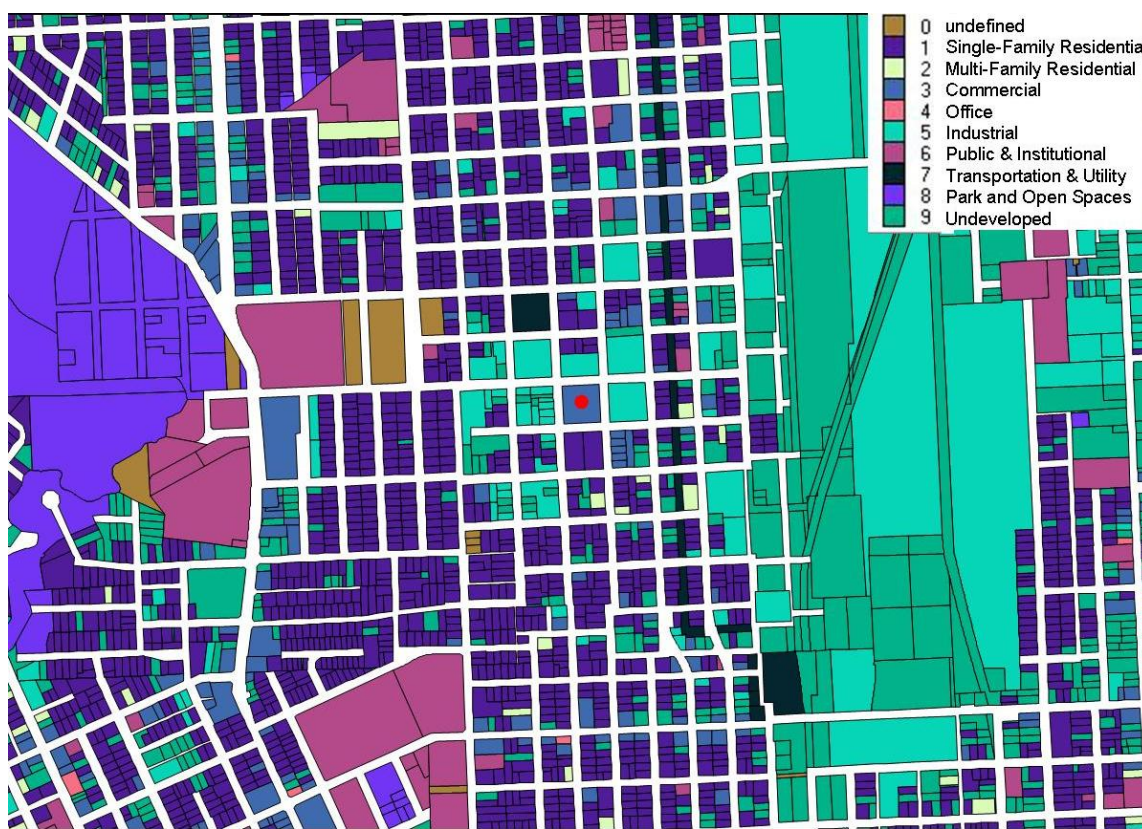 0 undefined
1 Single-Family Residential
2 Multi-Family Residential
3 Commercial
4 Office
5 Industrial
6 Public & Institutional
7 Transportation & Utility
8 Park and Open Spaces
9 Undeveloped